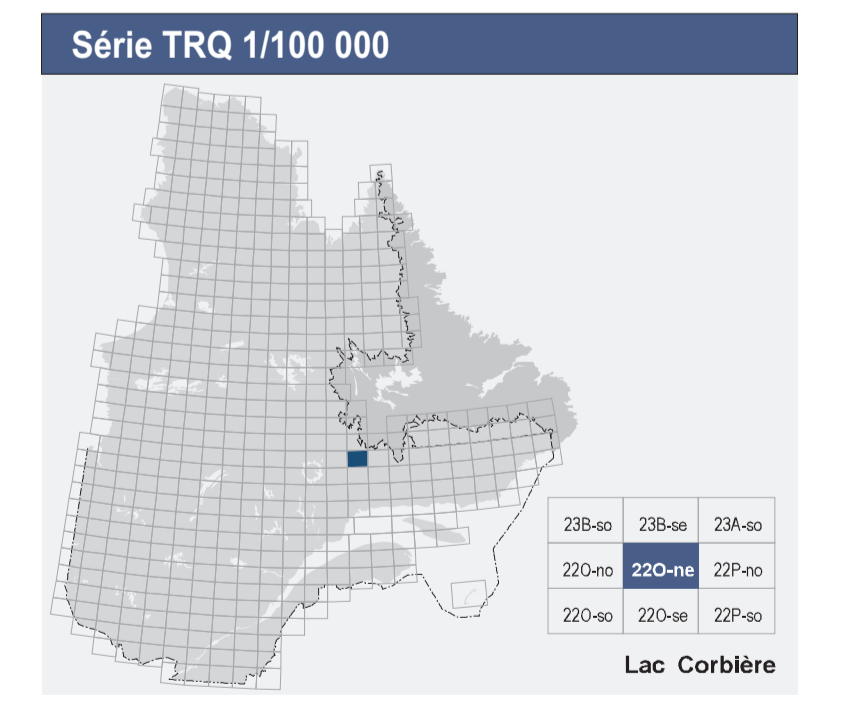 Série TRQ 1/100 000
23B-so 23B-se 23A-so
22O-no 22O-ne 22P-no
22O-so 22O-se 22P-so
Lac Corbière